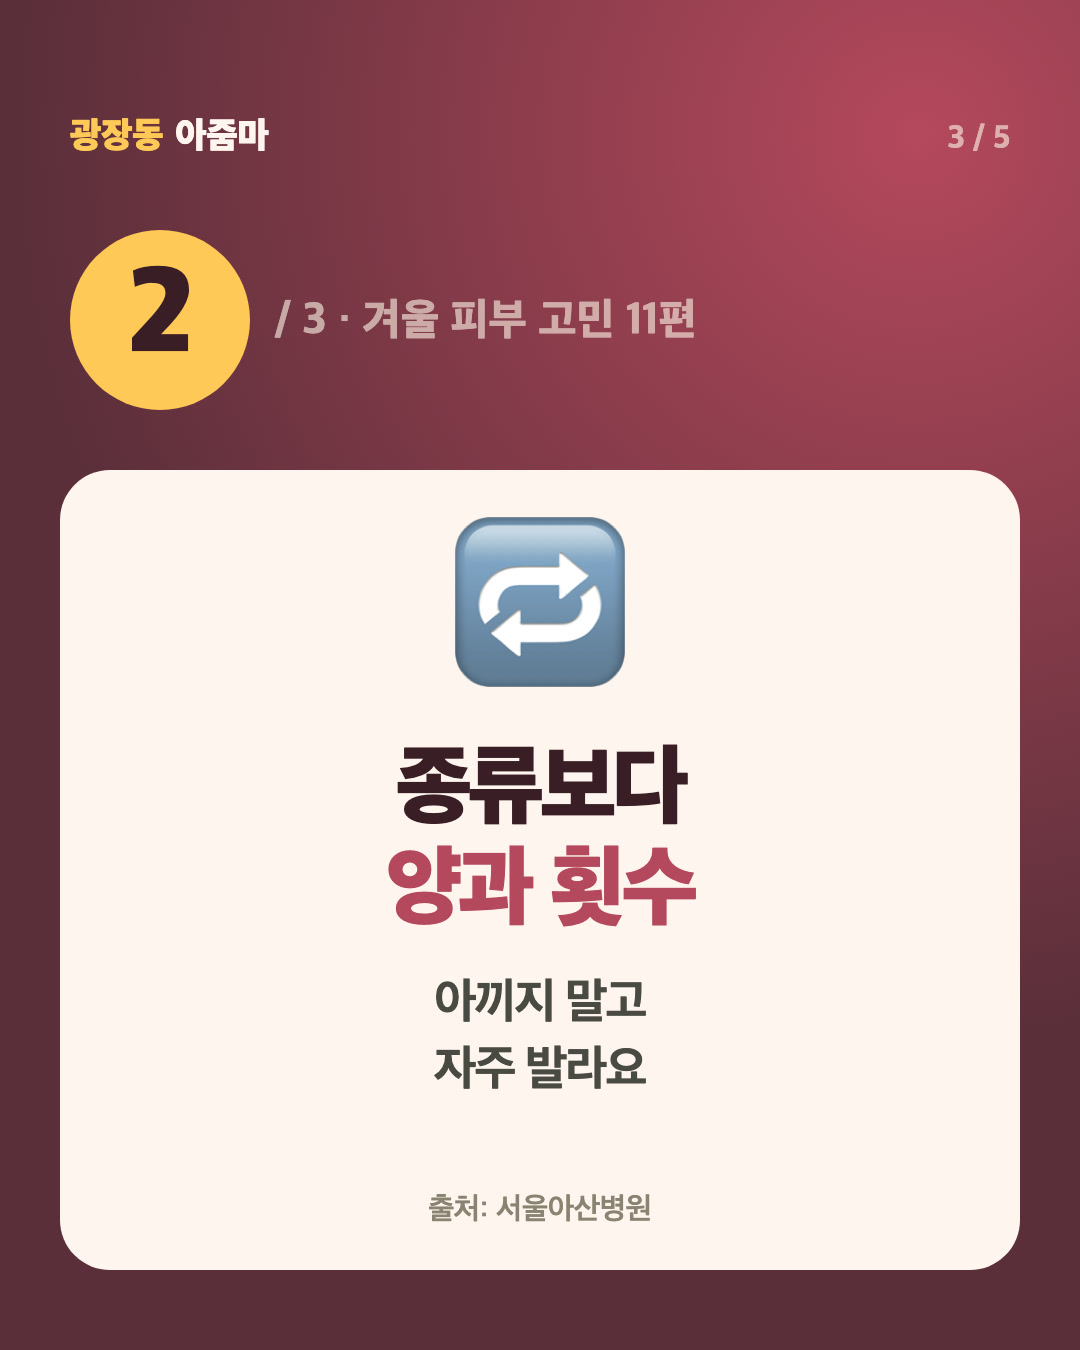 광장동 아줌마
3 / 5
2
/ 3 · 겨울 피부 고민 11편
종류보다
양과 횟수
아끼지 말고
자주 발라요
출처: 서울아산병원